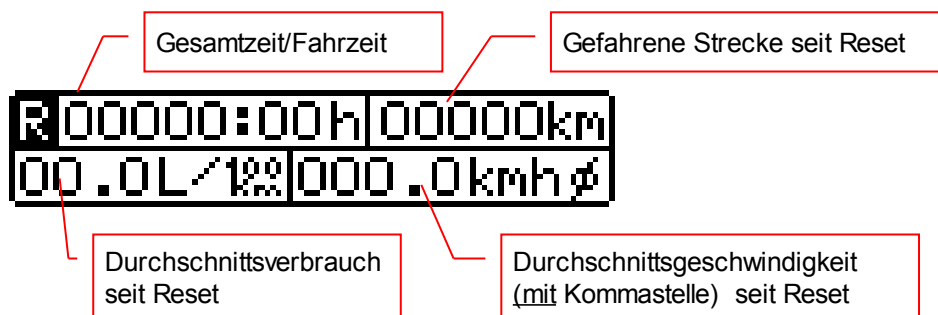 Gesamtzeit/Fahrzeit
Gefahrene Strecke seit Reset
R 00000:00h 00000km
00.0L/100km 000.0kmhø
Durchschnittsverbrauch
seit Reset
Durchschnittsgeschwindigkeit
(mit Kommastelle) seit Reset